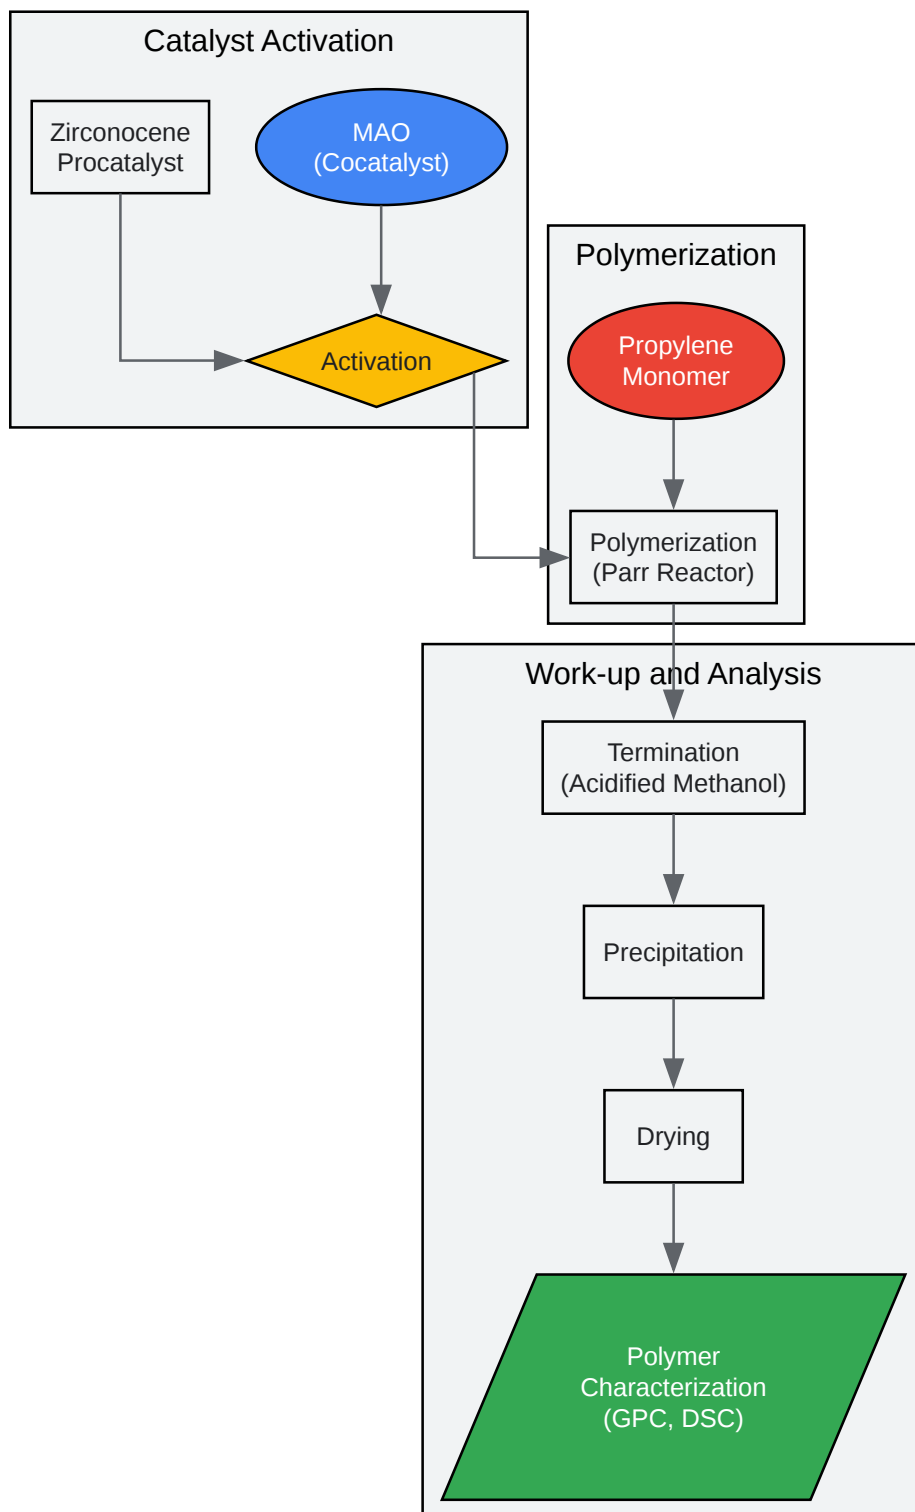 Catalyst Activation
Zirconocene
Procatalyst
MAO
(Cocatalyst)
Activation
Polymerization
Propylene
Monomer
Polymerization
(Parr Reactor)
Work-up and Analysis
Termination
(Acidified Methanol)
Precipitation
Drying
Polymer
Characterization
(GPC, DSC)